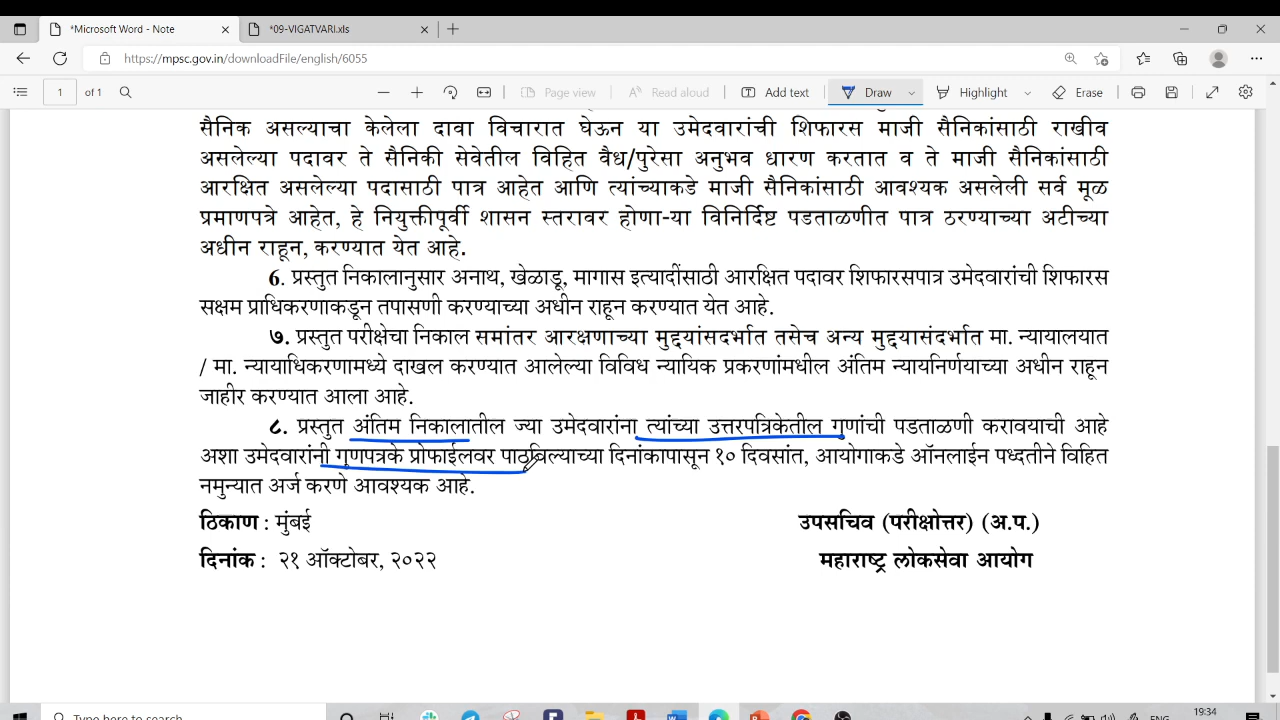 *Microsoft Word - Note
*09-VIGATVARI.xls
https://mpsc.gov.in/downloadFile/english/6055
1 of 1
Page view
Read aloud
Add text
Draw
Highlight
Erase
सैनिक असल्याचा केलेला दावा विचारात घेऊन या उमेदवारांची शिफारस माजी सैनिकांसाठी राखीव
असलेल्या पदावर ते सैनिकी सेवेतील विहित वैध/पुरेसा अनुभव धारण करतात व ते माजी सैनिकांसाठी
आरक्षित असलेल्या पदासाठी पात्र आहेत आणि त्यांच्याकडे माजी सैनिकांसाठी आवश्यक असलेली सर्व मूळ
प्रमाणपत्रे आहेत, हे नियुक्तीपूर्वी शासन स्तरावर होणा-या विनिर्दिष्ट पडताळणीत पात्र ठरण्याच्या अटीच्या
अधीन राहून, करण्यात येत आहे.
6. प्रस्तुत निकालानुसार अनाथ, खेळाडू, मागास इत्यादींसाठी आरक्षित पदावर शिफारसपात्र उमेदवारांची शिफारस
सक्षम प्राधिकरणाकडून तपासणी करण्याच्या अधीन राहून करण्यात येत आहे.
७. प्रस्तुत परीक्षेचा निकाल समांतर आरक्षणाच्या मुद्दयांसदर्भात तसेच अन्य मुद्दयासंदर्भात मा. न्यायालयात
/ मा. न्यायाधिकरणामध्ये दाखल करण्यात आलेल्या विविध न्यायिक प्रकरणांमधील अंतिम न्यायनिर्णयाच्या अधीन राहून
जाहीर करण्यात आला आहे.
८. प्रस्तुत अंतिम निकालातील ज्या उमेदवारांना त्यांच्या उत्तरपत्रिकेतील गुणांची पडताळणी करावयाची आहे
अशा उमेदवारांनी गुणपत्रके प्रोफाईलवर पाठविल्याच्या दिनांकापासून १० दिवसांत, आयोगाकडे ऑनलाईन पध्दतीने विहित
नमुन्यात अर्ज करणे आवश्यक आहे.
ठिकाण : मुंबई
उपसचिव (परीक्षोत्तर) (अ.प.)
दिनांक : २१ ऑक्टोबर, २०२२
महाराष्ट्र लोकसेवा आयोग
Type here to search
ENG
19:34